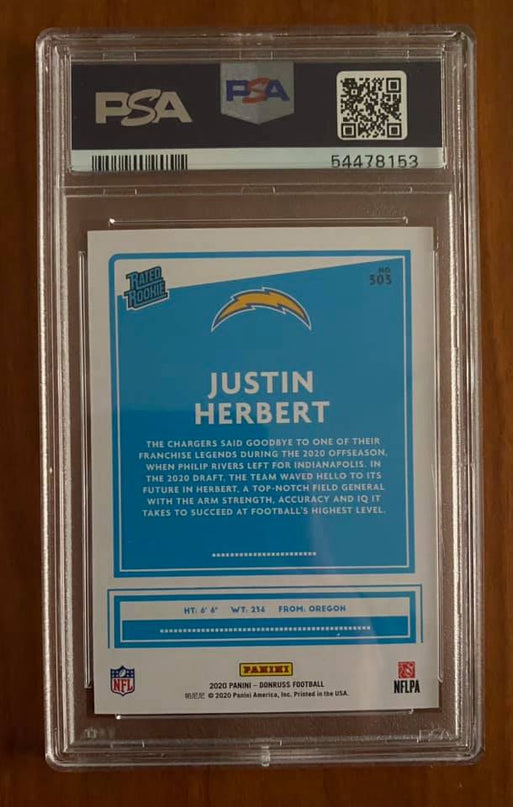 PSA
PSA
54478153
RATED
ROOKIE
NO.
303
JUSTIN
HERBERT
THE CHARGERS SAID GOODBYE TO ONE OF THEIR
FRANCHISE LEGENDS DURING THE 2020 OFFSEASON,
WHEN PHILIP RIVERS LEFT FOR INDIANAPOLIS. IN
THE 2020 DRAFT, THE TEAM WAVED HELLO TO ITS
FUTURE IN HERBERT, A TOP-NOTCH FIELD GENERAL
WITH THE ARM STRENGTH, ACCURACY AND IQ IT
TAKES TO SUCCEED AT FOOTBALL'S HIGHEST LEVEL.
HT: 6' 6" WT: 236 FROM: OREGON
PANINI
NFL
NFLPA
2020 PANINI – DONRUSS FOOTBALL
帕尼尼 © 2020 Panini America, Inc. Printed in the USA.